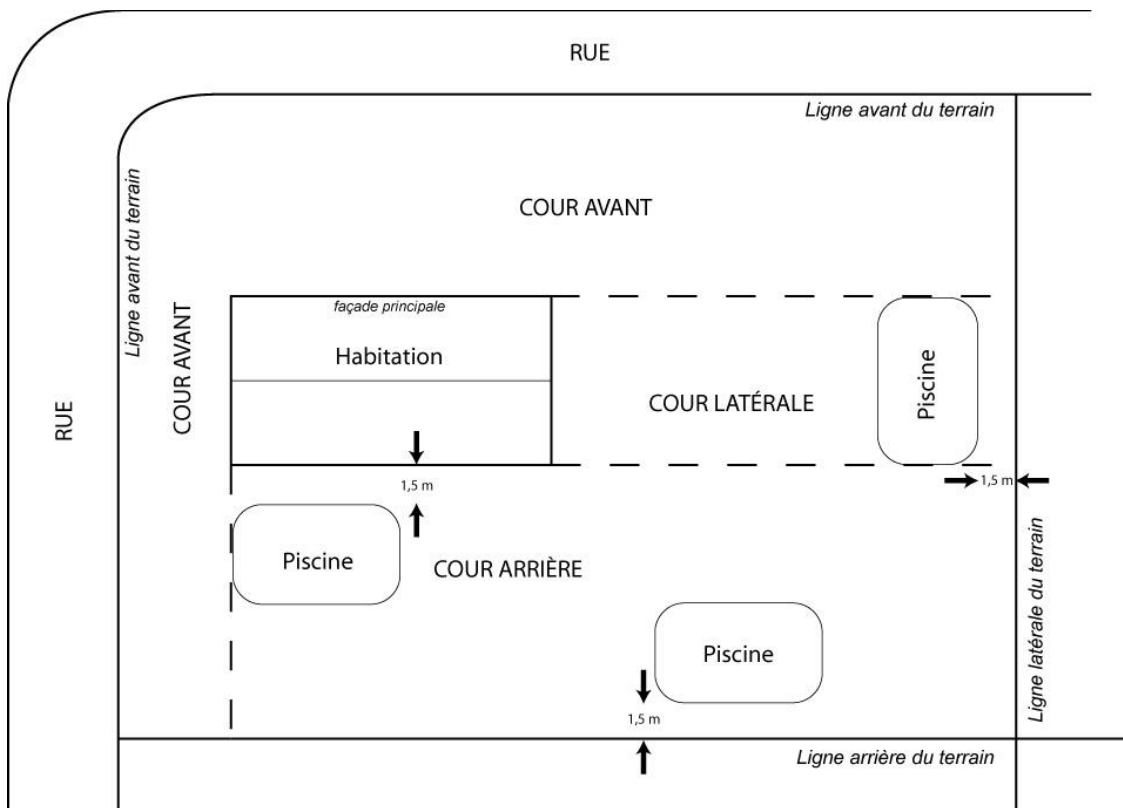 RUE
Ligne avant du terrain
Ligne avant du terrain
COUR AVANT
façade principale
Habitation
COUR AVANT
COUR LATÉRALE
Piscine
RUE
1,5 m
1,5 m
Piscine
COUR ARRIÈRE
Ligne latérale du terrain
Piscine
1,5 m
Ligne arrière du terrain